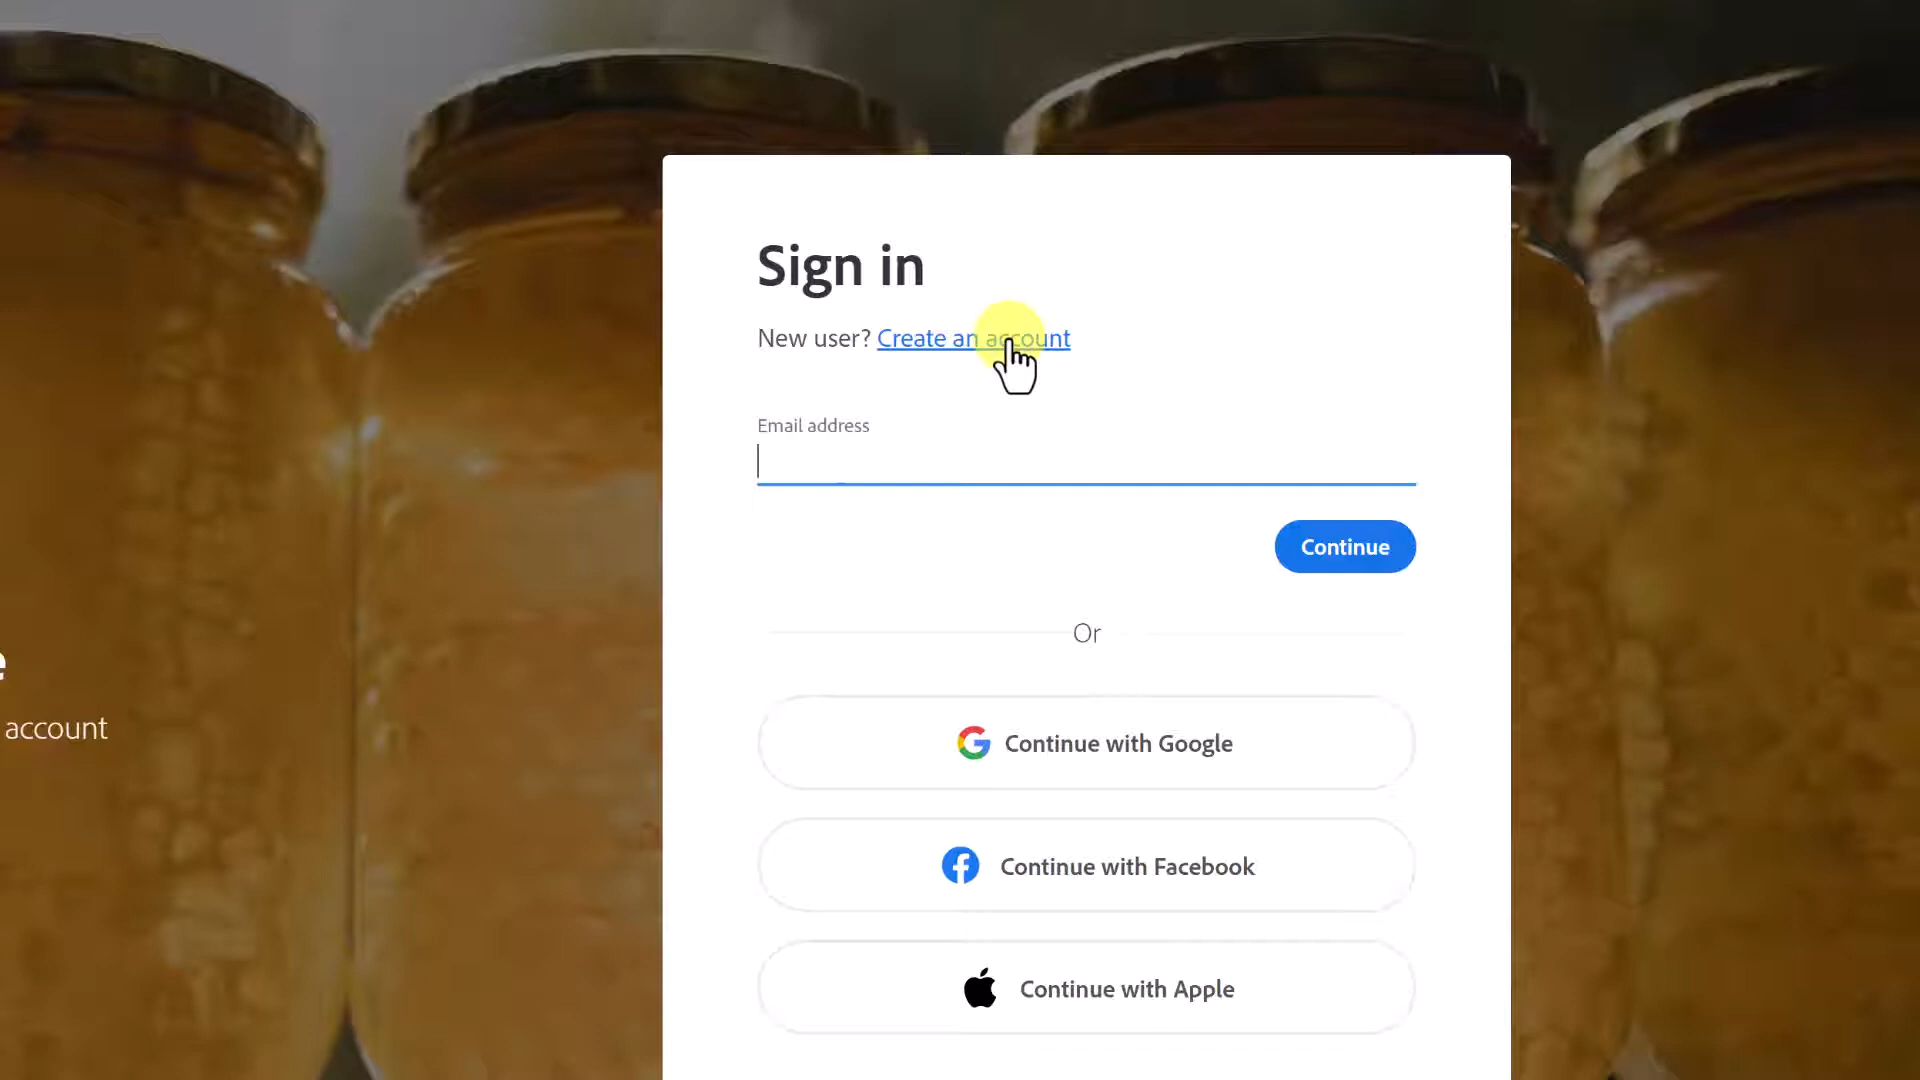 Sign in
New user? Create an account
Email address
Continue
Or
Continue with Google
Continue with Facebook
Continue with Apple
e
account